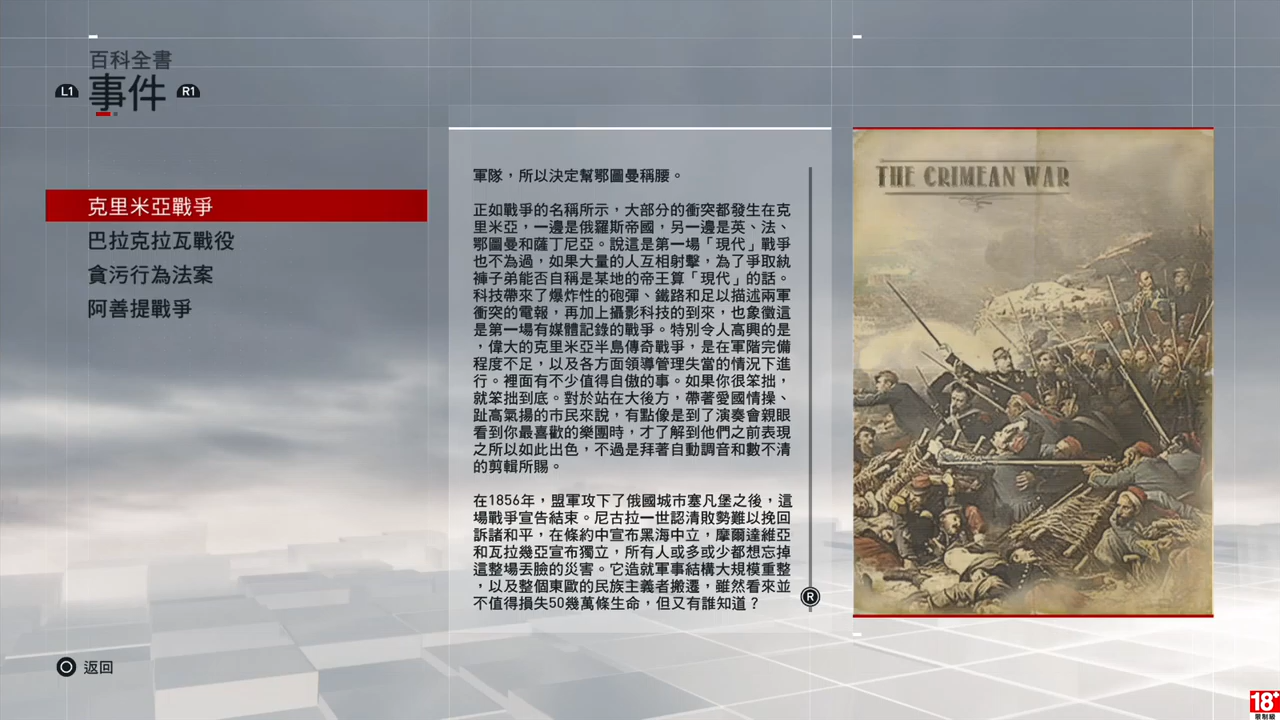 百科全書
L1 事件 R1
克里米亞戰爭
巴拉克拉瓦戰役
貪污行為法案
阿善提戰爭
軍隊，所以決定幫鄂圖曼稱腰。
正如戰爭的名稱所示，大部分的衝突都發生在克
里米亞，一邊是俄羅斯帝國，另一邊是英、法、
鄂圖曼和薩丁尼亞。說這是第一場「現代」戰爭
也不為過，如果大量的人互相射擊，為了爭取紈
褲子弟能否自稱是某地的帝王算「現代」的話。
科技帶來了爆炸性的砲彈、鐵路和足以描述兩軍
衝突的電報，再加上攝影科技的到來，也象徵這
是第一場有媒體記錄的戰爭。特別令人高興的是
，偉大的克里米亞半島傳奇戰爭，是在軍階完備
程度不足，以及各方面領導管理失當的情況下進
行。裡面有不少值得自傲的事。如果你很笨拙，
就笨拙到底。對於站在大後方，帶著愛國情操、
趾高氣揚的市民來說，有點像是到了演奏會親眼
看到你最喜歡的樂團時，才了解到他們之前表現
之所以如此出色，不過是拜著自動調音和數不清
的剪輯所賜。
在1856年，盟軍攻下了俄國城市塞凡堡之後，這
場戰爭宣告結束。尼古拉一世認清敗勢難以挽回
訴諸和平，在條約中宣布黑海中立，摩爾達維亞
和瓦拉幾亞宣布獨立，所有人或多或少都想忘掉
這整場丟臉的災害。它造就軍事結構大規模重整
，以及整個東歐的民族主義者搬遷，雖然看來並
不值得損失50幾萬條生命，但又有誰知道？
R
THE CRIMEAN WAR
返回
18+
限制級